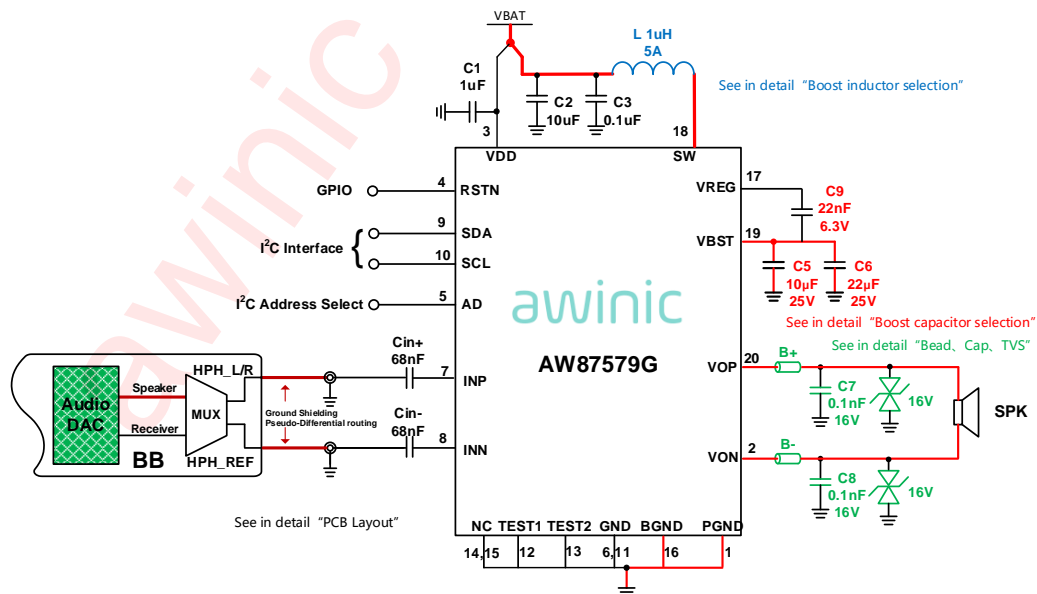 VBAT
L 1uH
5A
See in detail “Boost inductor selection”
C1
1uF
C2
10uF
C3
0.1uF
3
18
VDD
SW
GPIO
4
RSTN
VREG
17
C9
22nF
6.3V
I²C Interface
{
9
SDA
10
SCL
VBST
19
C5
10μF
25V
C6
22μF
25V
I²C Address Select
5
AD
awinic
See in detail “Boost capacitor selection”
See in detail “Bead、Cap、TVS”
AW87579G
Cin+
68nF
7
INP
VOP
20
B+
C7
0.1nF
16V
16V
SPK
Audio
DAC
Speaker
Receiver
MUX
BB
HPH_L/R
HPH_REF
Ground Shielding
Pseudo-Differential routing
Cin-
68nF
8
INN
VON
2
B-
C8
0.1nF
16V
16V
See in detail “PCB Layout”
NC
TEST1
TEST2
GND
BGND
PGND
14,15
12
13
6,11
16
1
awinic